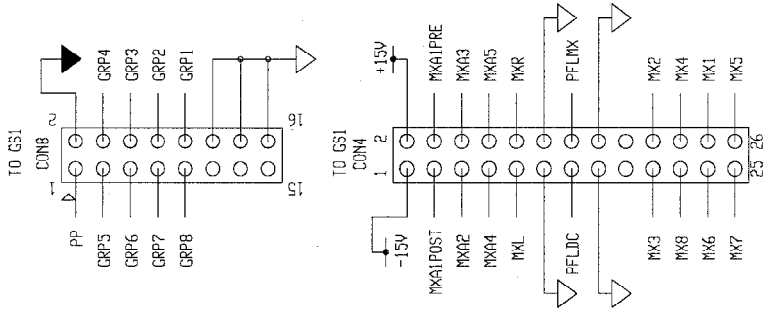 TO GS1
CON8
1
2
15
16
PP
GRP5
GRP6
GRP7
GRP8
GRP4
GRP3
GRP2
GRP1
TO GS1
CON4
1
2
25
26
-15V
MXA1POST
MXA2
MXA4
MXL
PFLDC
MX3
MX8
MX6
MX7
+15V
MXA1PRE
MXA3
MXA5
MXR
PFLMX
MX2
MX4
MX1
MX5